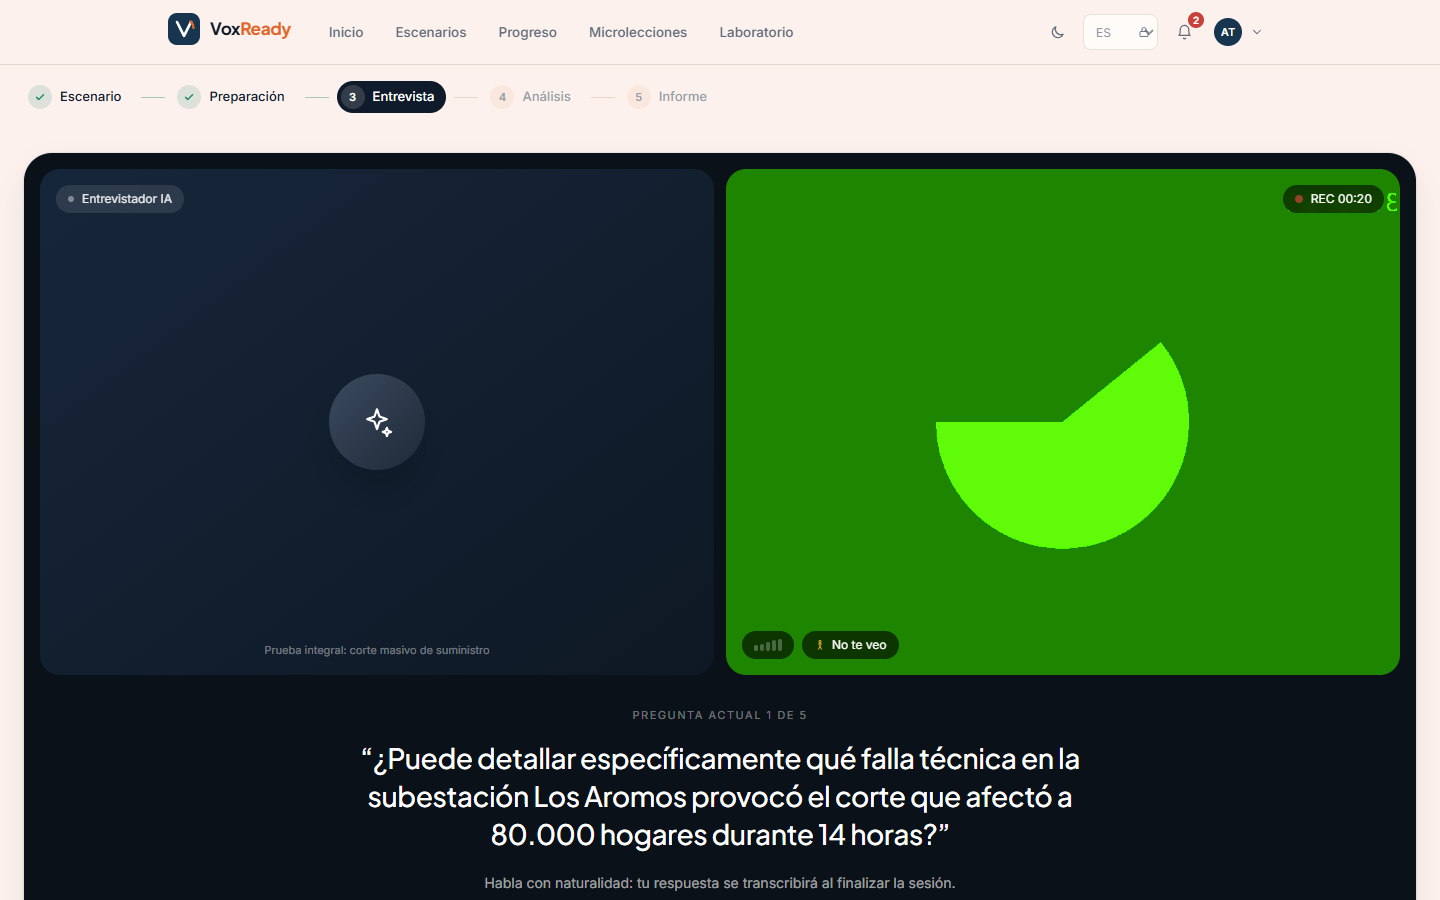 VoxReady
Inicio
Escenarios
Progreso
Microlecciones
Laboratorio
ES
2
AT
Escenario
Preparación
3 Entrevista
4 Análisis
5 Informe
Entrevistador IA
REC 00:20
Prueba integral: corte masivo de suministro
No te veo
PREGUNTA ACTUAL 1 DE 5
“¿Puede detallar específicamente qué falla técnica en la
subestación Los Aromos provocó el corte que afectó a
80.000 hogares durante 14 horas?”
Habla con naturalidad: tu respuesta se transcribirá al finalizar la sesión.